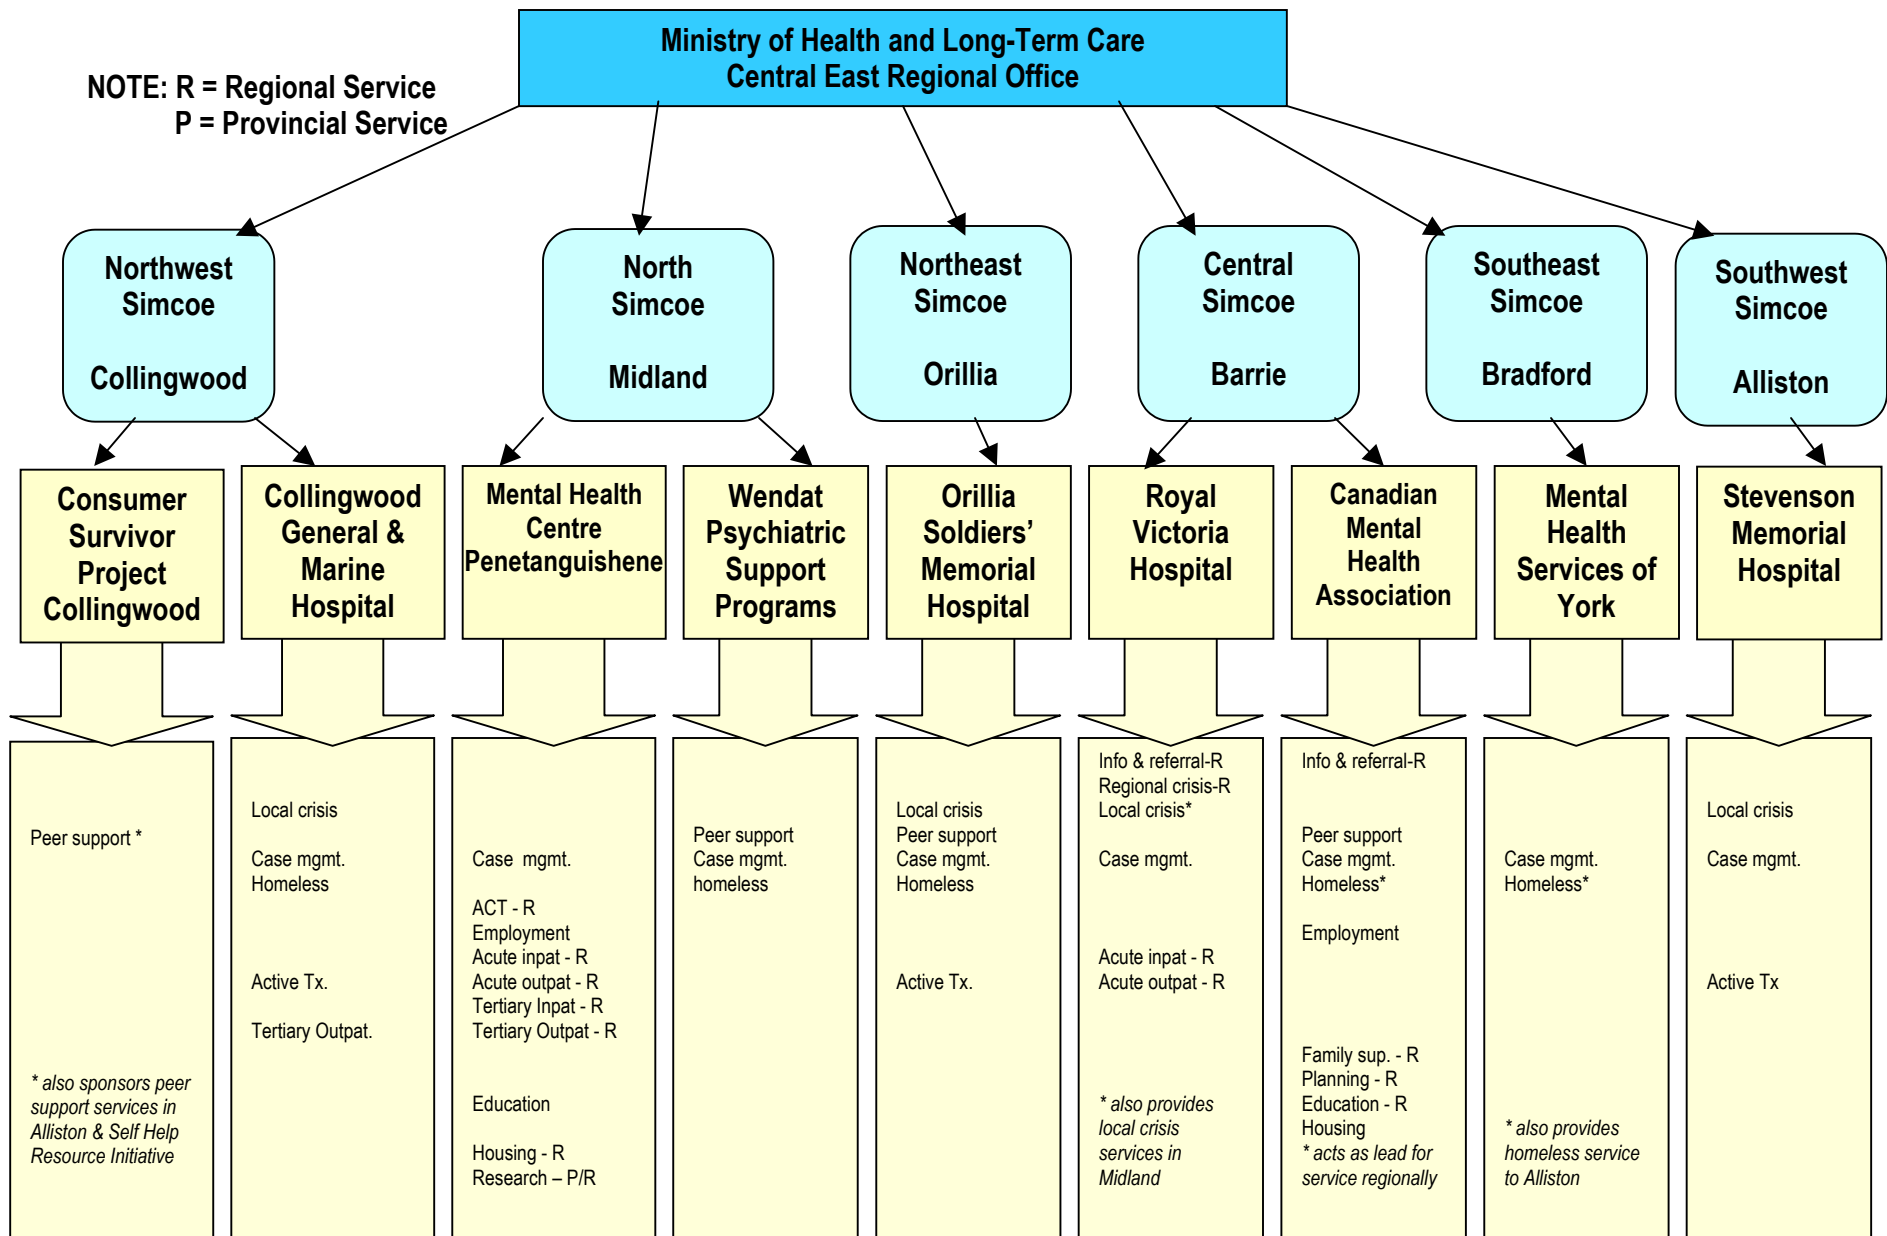 Ministry of Health and Long-Term Care
Central East Regional Office
NOTE: R = Regional Service
P = Provincial Service
Northwest
Simcoe
Collingwood
North
Simcoe
Midland
Northeast
Simcoe
Orillia
Central
Simcoe
Barrie
Southeast
Simcoe
Bradford
Southwest
Simcoe
Alliston
Consumer
Survivor
Project
Collingwood
Collingwood
General &
Marine
Hospital
Mental Health
Centre
Penetanguishene
Wendat
Psychiatric
Support
Programs
Orillia
Soldiers’
Memorial
Hospital
Royal
Victoria
Hospital
Canadian
Mental
Health
Association
Mental
Health
Services of
York
Stevenson
Memorial
Hospital
Peer support *
* also sponsors peer
support services in
Alliston & Self Help
Resource Initiative
Local crisis
Case mgmt.
Homeless
Active Tx.
Tertiary Outpat.
Case mgmt.
ACT - R
Employment
Acute inpat - R
Acute outpat - R
Tertiary Inpat - R
Tertiary Outpat - R
Education
Housing - R
Research – P/R
Peer support
Case mgmt.
homeless
Local crisis
Peer support
Case mgmt.
Homeless
Active Tx.
Info & referral-R
Regional crisis-R
Local crisis*
Case mgmt.
Acute inpat - R
Acute outpat - R
* also provides
local crisis
services in
Midland
Info & referral-R
Peer support
Case mgmt.
Homeless*
Employment
Family sup. - R
Planning - R
Education - R
Housing
* acts as lead for
service regionally
Case mgmt.
Homeless*
* also provides
homeless service
to Alliston
Local crisis
Case mgmt.
Active Tx